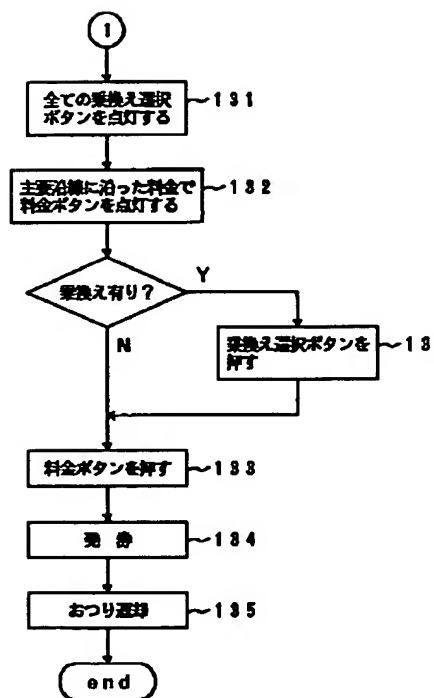 1
全ての乗換え選択
ボタンを点灯する
131
主要沿線に沿った料金で
料金ボタンを点灯する
132
乗換え有り？
Y
N
乗換え選択ボタンを
押す
13
料金ボタンを押す
133
発券
134
おつり返却
135
end